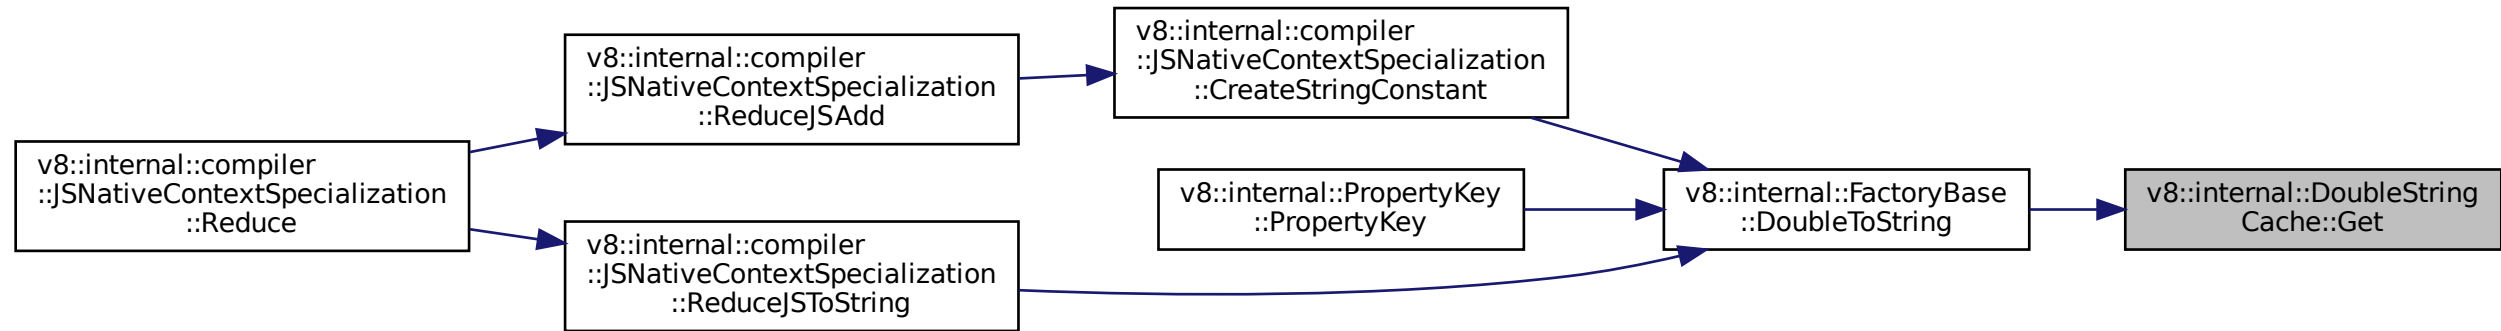 v8::internal::compiler
::JSNativeContextSpecialization
::Reduce
v8::internal::compiler
::JSNativeContextSpecialization
::ReduceJSAdd
v8::internal::compiler
::JSNativeContextSpecialization
::ReduceJSToString
v8::internal::compiler
::JSNativeContextSpecialization
::CreateStringConstant
v8::internal::PropertyKey
::PropertyKey
v8::internal::FactoryBase
::DoubleToString
v8::internal::DoubleString
Cache::Get